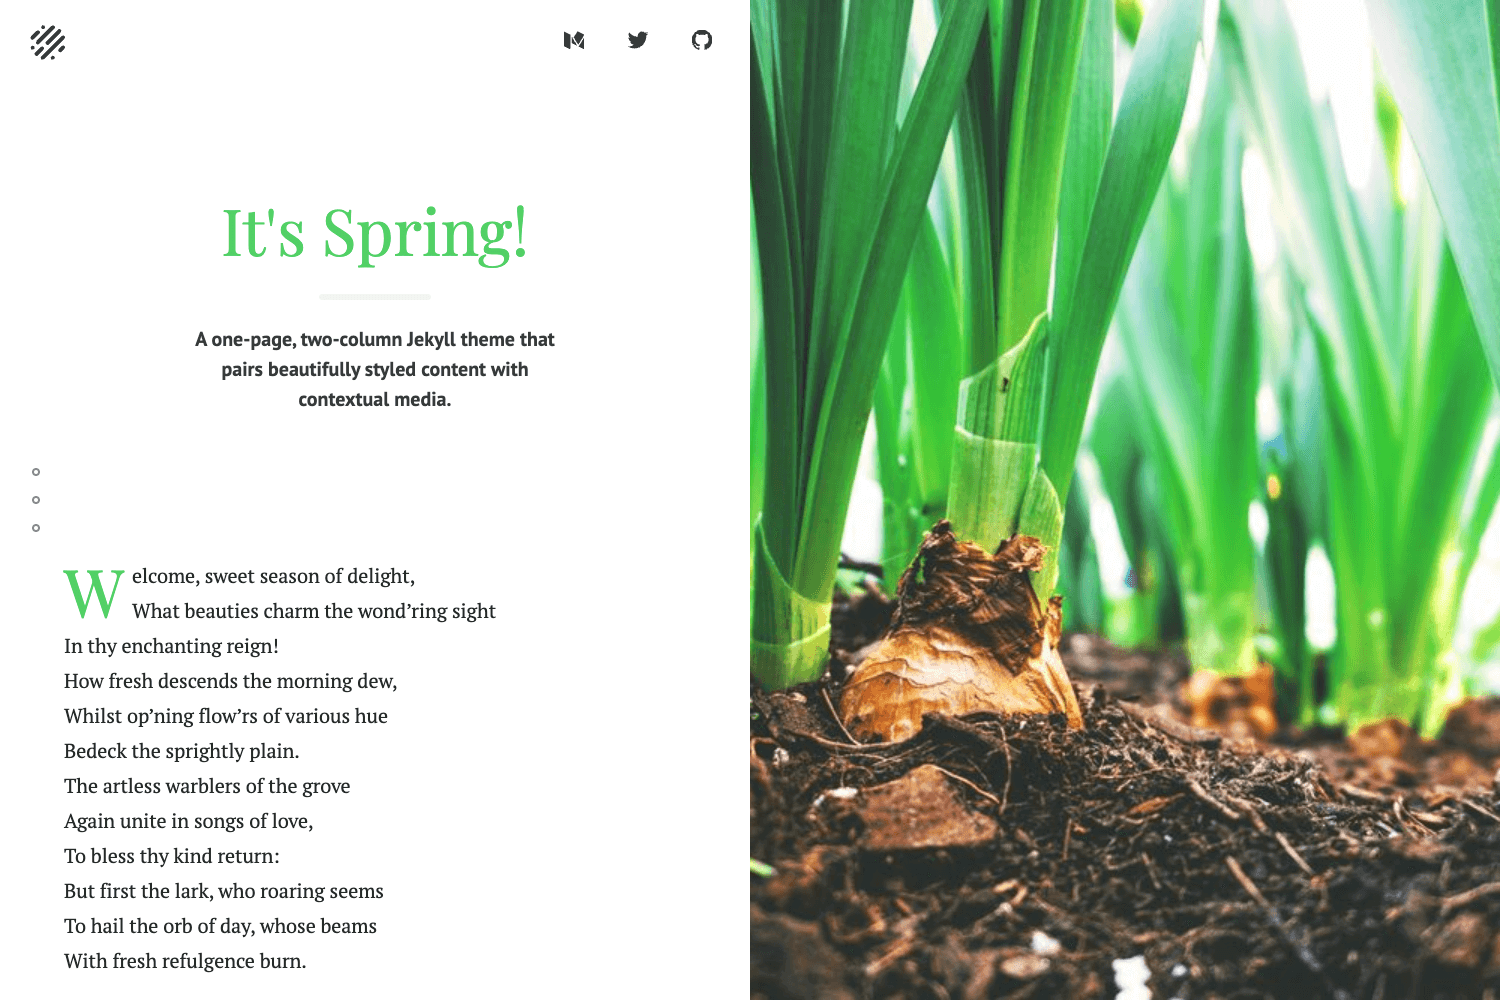 It's Spring!
A one-page, two-column Jekyll theme that
pairs beautifully styled content with
contextual media.
Welcome, sweet season of delight,
What beauties charm the wond’ring sight
In thy enchanting reign!
How fresh descends the morning dew,
Whilst op’ning flow’rs of various hue
Bedeck the sprightly plain.
The artless warblers of the grove
Again unite in songs of love,
To bless thy kind return:
But first the lark, who roaring seems
To hail the orb of day, whose beams
With fresh refulgence burn.